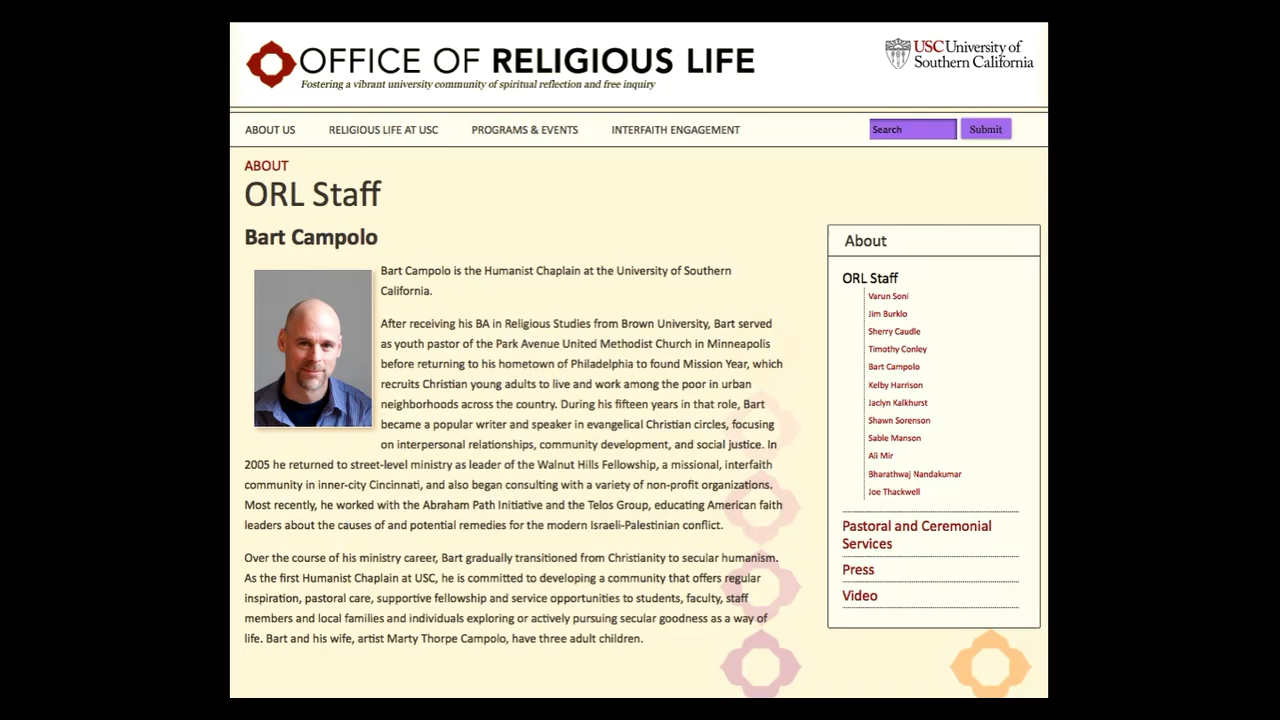 OFFICE OF RELIGIOUS LIFE
Fostering a vibrant university community of spiritual reflection and free inquiry
USC University of
Southern California
ABOUT US
RELIGIOUS LIFE AT USC
PROGRAMS & EVENTS
INTERFAITH ENGAGEMENT
Search
Submit
ABOUT
ORL Staff
Bart Campolo
Bart Campolo is the Humanist Chaplain at the University of Southern
California.
After receiving his BA in Religious Studies from Brown University, Bart served
as youth pastor of the Park Avenue United Methodist Church in Minneapolis
before returning to his hometown of Philadelphia to found Mission Year, which
recruits Christian young adults to live and work among the poor in urban
neighborhoods across the country. During his fifteen years in that role, Bart
became a popular writer and speaker in evangelical Christian circles, focusing
on interpersonal relationships, community development, and social justice. In
2005 he returned to street-level ministry as leader of the Walnut Hills Fellowship, a missional, interfaith
community in inner-city Cincinnati, and also began consulting with a variety of non-profit organizations.
Most recently, he worked with the Abraham Path Initiative and the Telos Group, educating American faith
leaders about the causes of and potential remedies for the modern Israeli-Palestinian conflict.
Over the course of his ministry career, Bart gradually transitioned from Christianity to secular humanism.
As the first Humanist Chaplain at USC, he is committed to developing a community that offers regular
inspiration, pastoral care, supportive fellowship and service opportunities to students, faculty, staff
members and local families and individuals exploring or actively pursuing secular goodness as a way of
life. Bart and his wife, artist Marty Thorpe Campolo, have three adult children.
About
ORL Staff
Varun Soni
Jim Burklo
Sherry Caudle
Timothy Conley
Bart Campolo
Kelby Harrison
Jaclyn Kalkhurst
Shawn Sorenson
Sable Manson
Ali Mir
Bharathwaj Nandakumar
Joe Thackwell
Pastoral and Ceremonial
Services
Press
Video